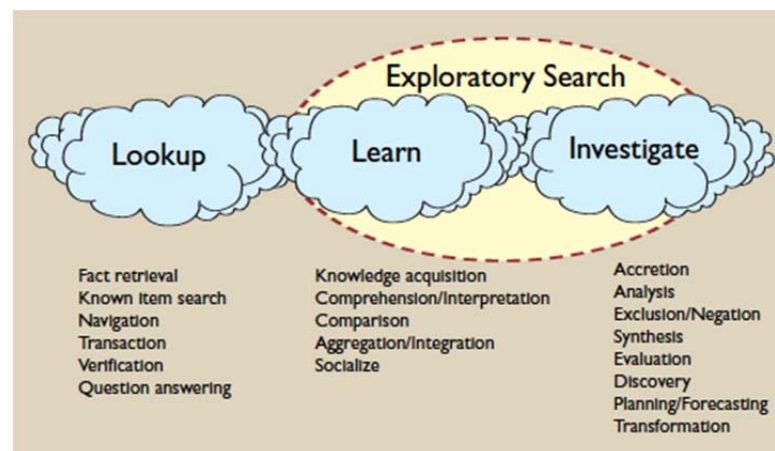 Exploratory Search
Lookup
Learn
Investigate
Fact retrieval
Known item search
Navigation
Transaction
Verification
Question answering
Knowledge acquisition
Comprehension/Interpretation
Comparison
Aggregation/Integration
Socialize
Accretion
Analysis
Exclusion/Negation
Synthesis
Evaluation
Discovery
Planning/Forecasting
Transformation